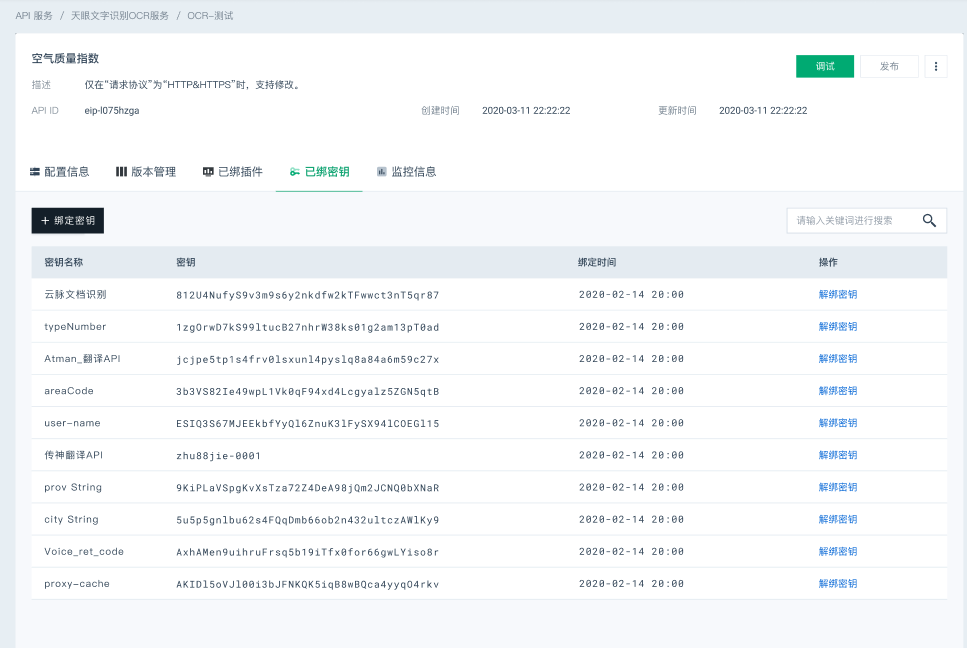 API 服务 / 天眼文字识别OCR服务 / OCR-测试
空气质量指数
调试 发布
描述 仅在“请求协议”为“HTTP&HTTPS”时，支持修改。
API ID eip-l075hzga 创建时间 2020-03-11 22:22:22 更新时间 2020-03-11 22:22:22
配置信息 版本管理 已绑插件 已绑密钥 监控信息
+ 绑定密钥 请输入关键词进行搜索
密钥名称 密钥 绑定时间 操作
云脉文档识别 812U4NufyS9v3m9s6y2nkdfw2kTFwwct3nT5qr87 2020-02-14 20:00 解绑密钥
typeNumber 1zgOrwD7kS99ltucB27nhrW38ks01g2am13pT0ad 2020-02-14 20:00 解绑密钥
Atman_翻译API jcjpe5tp1s4frv0lsxunl4pyslq8a84a6m59c27x 2020-02-14 20:00 解绑密钥
areaCode 3b3VS82Ie49wpL1Vk0qF94xd4Lcgyalz5ZGN5qtB 2020-02-14 20:00 解绑密钥
user-name ESIQ3S67MJEEkbfYyQl6ZnuK3lFySX94lCOEGl15 2020-02-14 20:00 解绑密钥
传神翻译API zhu88jie-0001 2020-02-14 20:00 解绑密钥
prov String 9KiPLaVSpgKvXsTza72Z4DeA98jQm2JCNQ0bXNaR 2020-02-14 20:00 解绑密钥
city String 5u5p5gnlbu62s4FQqDmb66ob2n432ultczAWlKy9 2020-02-14 20:00 解绑密钥
Voice_ret_code AxhAMen9uihruFrsq5b19iTfx0for66gwLYiso8r 2020-02-14 20:00 解绑密钥
proxy-cache AKIDl5oVJl00i3bJFNKQK5iqB8wBQca4yyqO4rkv 2020-02-14 20:00 解绑密钥